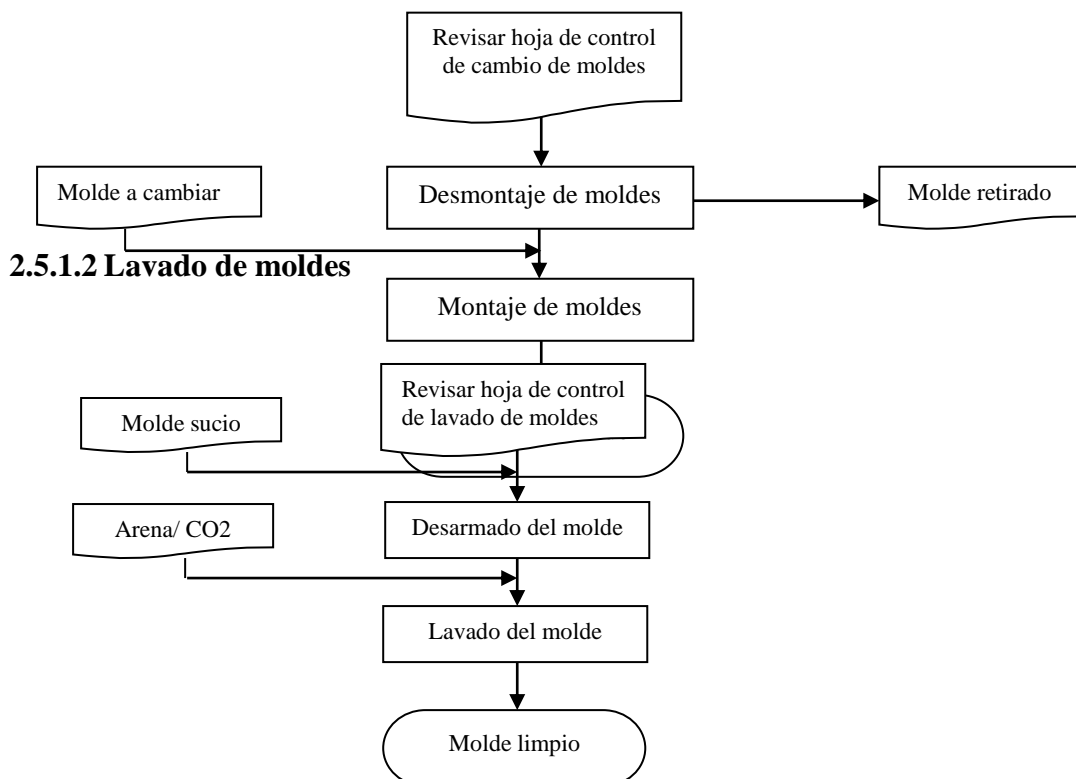 Revisar hoja de control
de cambio de moldes
Molde a cambiar
Desmontaje de moldes
Molde retirado
2.5.1.2 Lavado de moldes
Montaje de moldes
Revisar hoja de control
de lavado de moldes
Molde sucio
Arena/ CO2
Desarmado del molde
Lavado del molde
Molde limpio